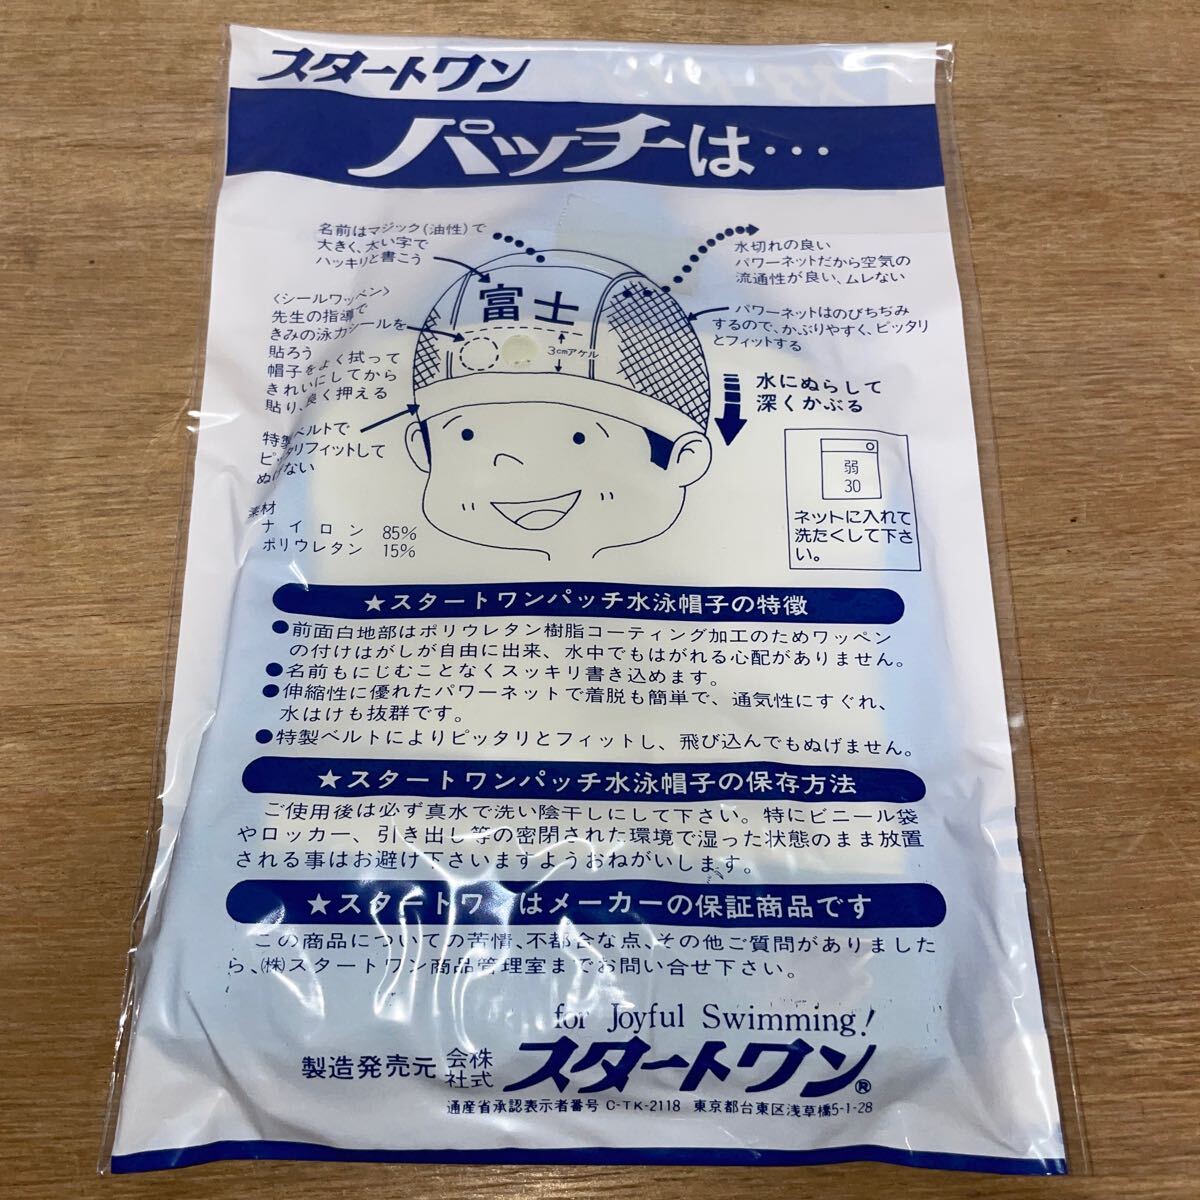 スタートワン
パッチは…
名前はマジック(油性)で
大きく、太い字で
ハッキリと書こう
水切れの良い
パワーネットだから空気の
流通性が良い、ムレない
〈シールワッペン〉
先生の指導で
きみの泳力シールを
貼ろう
帽子をよく拭って
きれいにしてから
貼り、良く押える
富士
3cmアケル
パワーネットはのびちぢみ
するので、かぶりやすく、ピッタリ
とフィットする
水にぬらして
深くかぶる
特製ベルトで
ピッタリフィットして
ぬげない
弱
30
ネットに入れて
洗たくして下さ
い。
素材
ナイロン 85%
ポリウレタン 15%
★スタートワンパッチ水泳帽子の特徴
●前面白地部はポリウレタン樹脂コーティング加工のためワッペン
の付けはがしが自由に出来、水中でもはがれる心配がありません。
●名前もにじむことなくスッキリ書き込めます。
●伸縮性に優れたパワーネットで着脱も簡単で、通気性にすぐれ、
水はけも抜群です。
●特製ベルトによりピッタリとフィットし、飛び込んでもぬげません。
★スタートワンパッチ水泳帽子の保存方法
ご使用後は必ず真水で洗い陰干しにして下さい。特にビニール袋
やロッカー、引き出し等の密閉された環境で湿った状態のまま放置
される事はお避け下さいますようおねがいします。
★スタートワンはメーカーの保証商品です
この商品についての苦情、不都合な点、その他ご質問がありました
ら、㈱スタートワン商品管理室までお問い合せ下さい。
for Joyful Swimming!
製造発売元 株式会社 スタートワン®
通産省承認表示者番号 C-TK-2118 東京都台東区浅草橋5-1-28